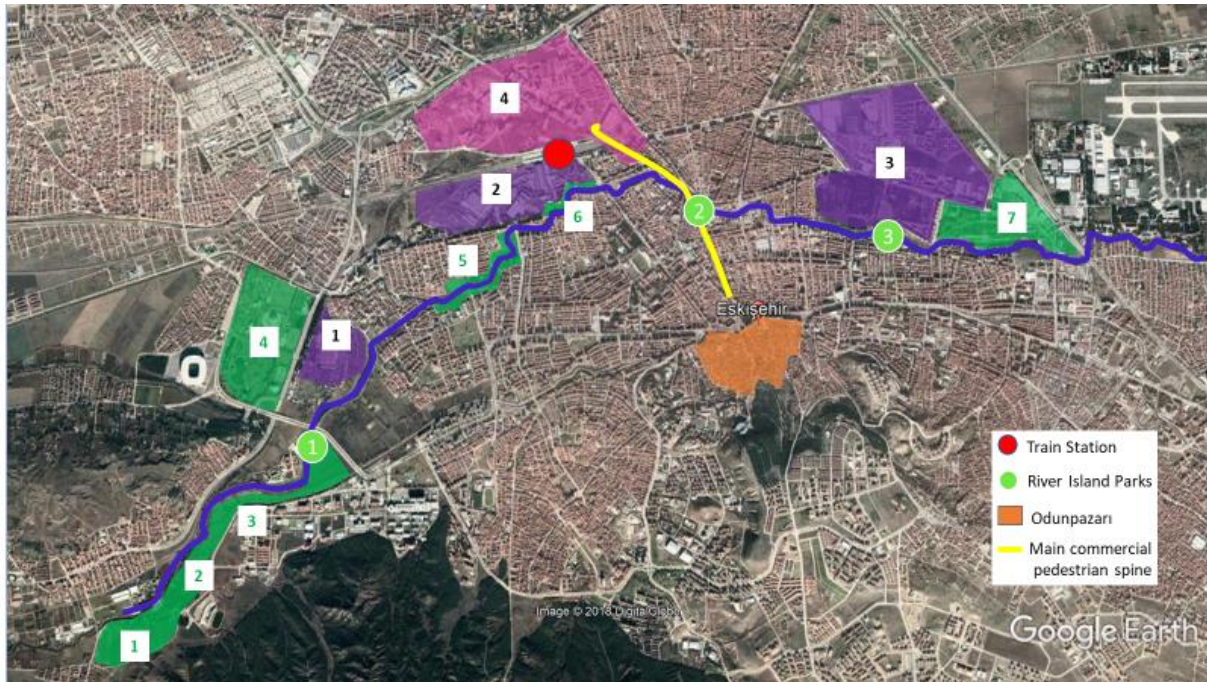 4
2
3
2
6
3
7
5
Eskişehir
4
1
1
3
2
1
Train Station
River Island Parks
Odunpazarı
Main commercial
pedestrian spine
Image © 2018 DigitalGlobe
Google Earth